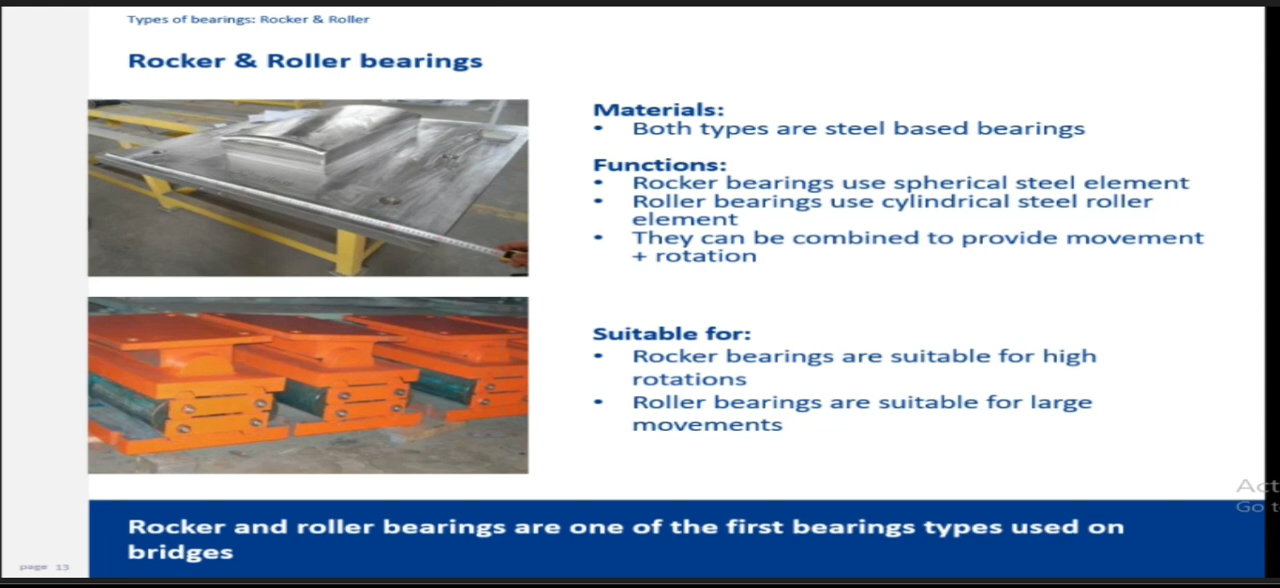 Types of bearings: Rocker & Roller
Rocker & Roller bearings
Materials:
• Both types are steel based bearings
Functions:
• Rocker bearings use spherical steel element
• Roller bearings use cylindrical steel roller
element
• They can be combined to provide movement
+ rotation
Suitable for:
• Rocker bearings are suitable for high
rotations
• Roller bearings are suitable for large
movements
Rocker and roller bearings are one of the first bearings types used on
bridges
page 13